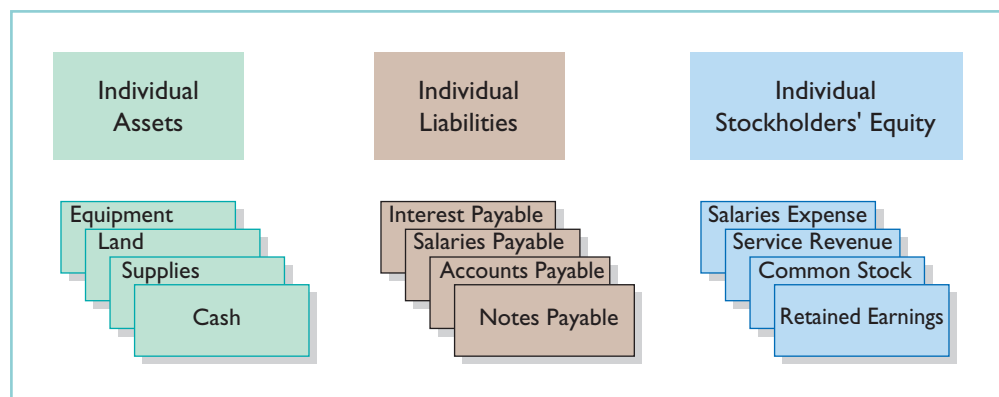 Individual
Assets
Individual
Liabilities
Individual
Stockholders' Equity
Equipment
Land
Supplies
Cash
Interest Payable
Salaries Payable
Accounts Payable
Notes Payable
Salaries Expense
Service Revenue
Common Stock
Retained Earnings